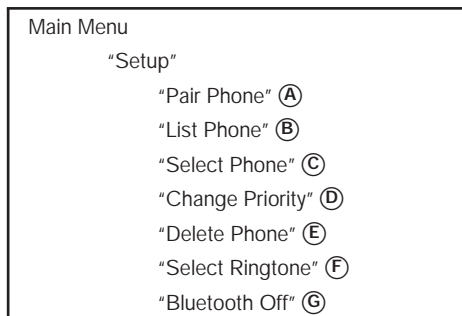 Main Menu
“Setup”
“Pair Phone” Ⓐ
“List Phone” Ⓑ
“Select Phone” Ⓒ
“Change Priority” Ⓓ
“Delete Phone” Ⓔ
“Select Ringtone” Ⓕ
“Bluetooth Off” Ⓖ